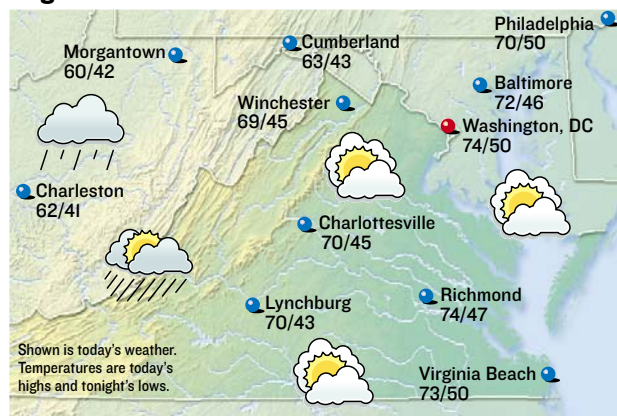 Philadelphia
70/50
Morgantown
60/42
Cumberland
63/43
Baltimore
72/46
Winchester
69/45
Washington, DC
74/50
Charleston
62/41
Charlottesville
70/45
Lynchburg
70/43
Richmond
74/47
Shown is today's weather.
Temperatures are today's
highs and tonight's lows.
Virginia Beach
73/50